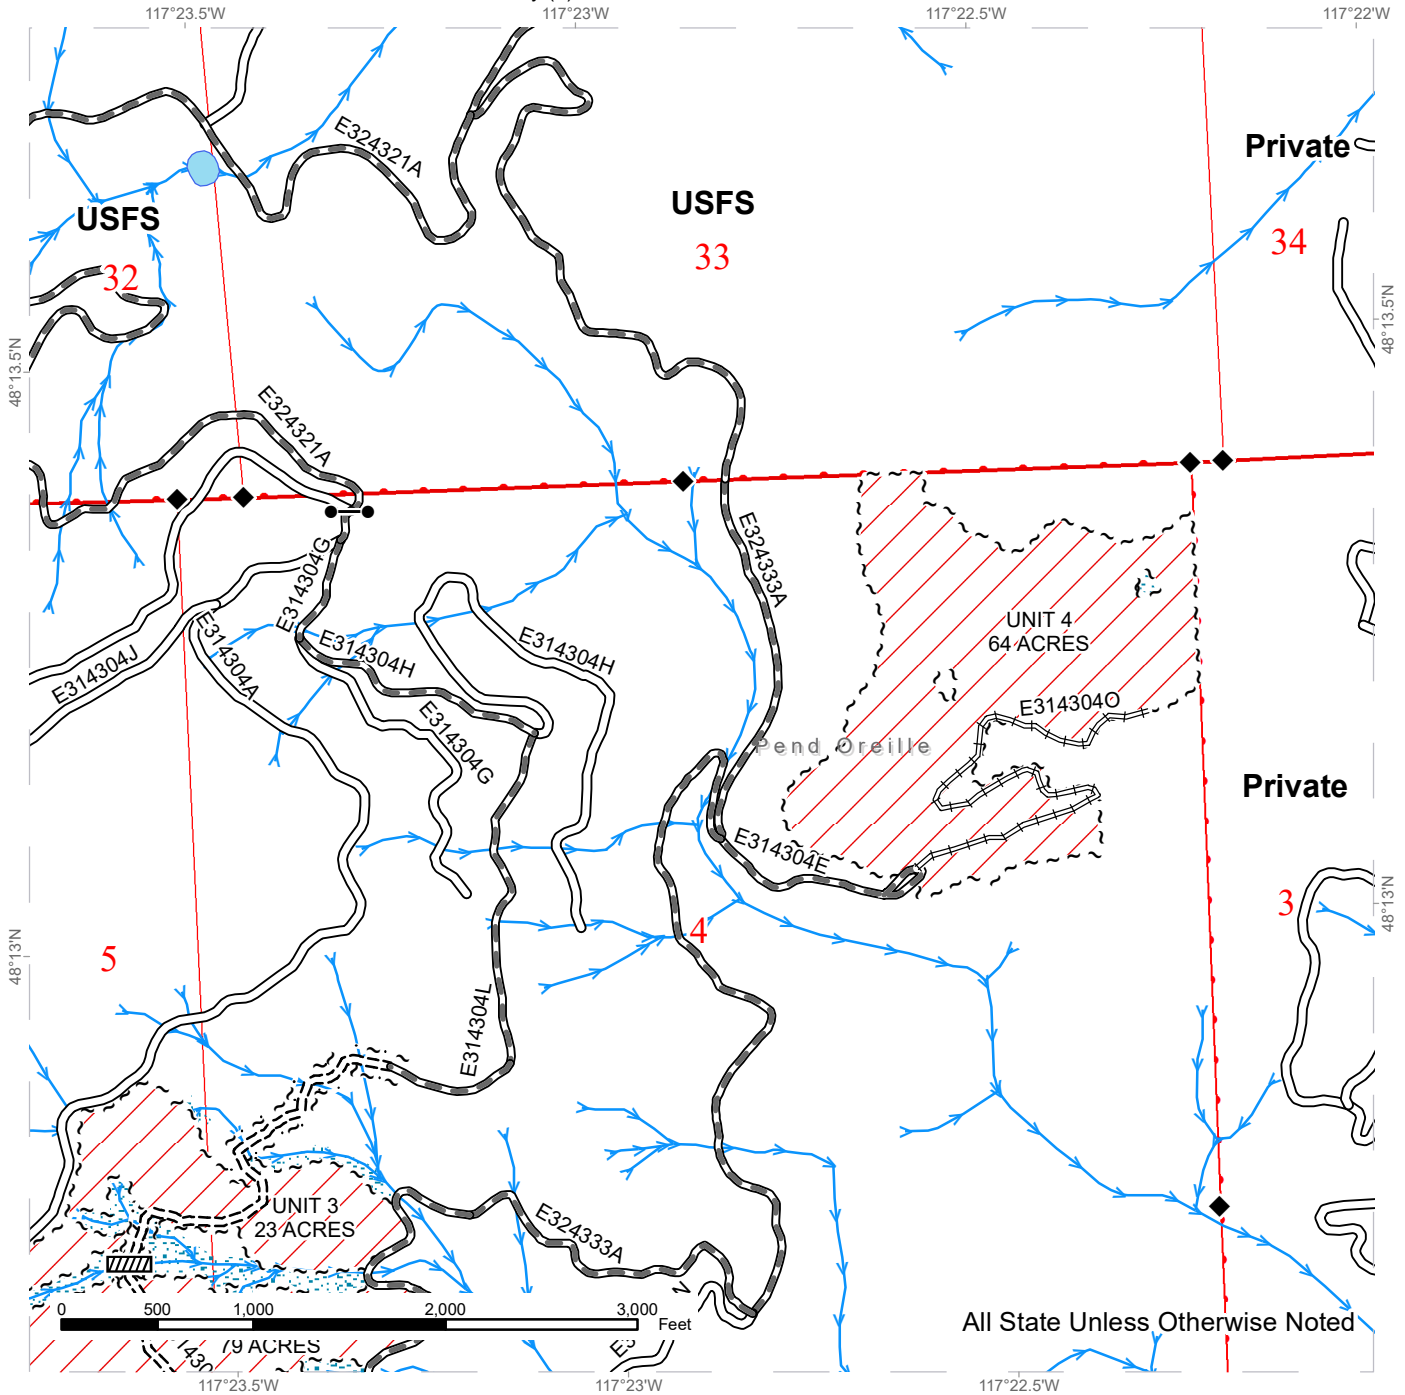 117°23.5'W
117°23'W
117°22.5'W
117°22'W
E324321A
Private
USFS
USFS
32
33
34
48°13.5'N
48°13.5'N
E324321A
E324333A
E314304G
UNIT 4
64 ACRES
E314304J
E314304A
E314304H
E314304H
E314304G
E314304O
Pend Oreille
Private
E314304E
48°13'N
48°13'N
5
4
3
E314304L
UNIT 3
23 ACRES
E324333A
0
500
1,000
2,000
3,000
Feet
All State Unless Otherwise Noted
79 ACRES
117°23.5'W
117°23'W
117°22.5'W